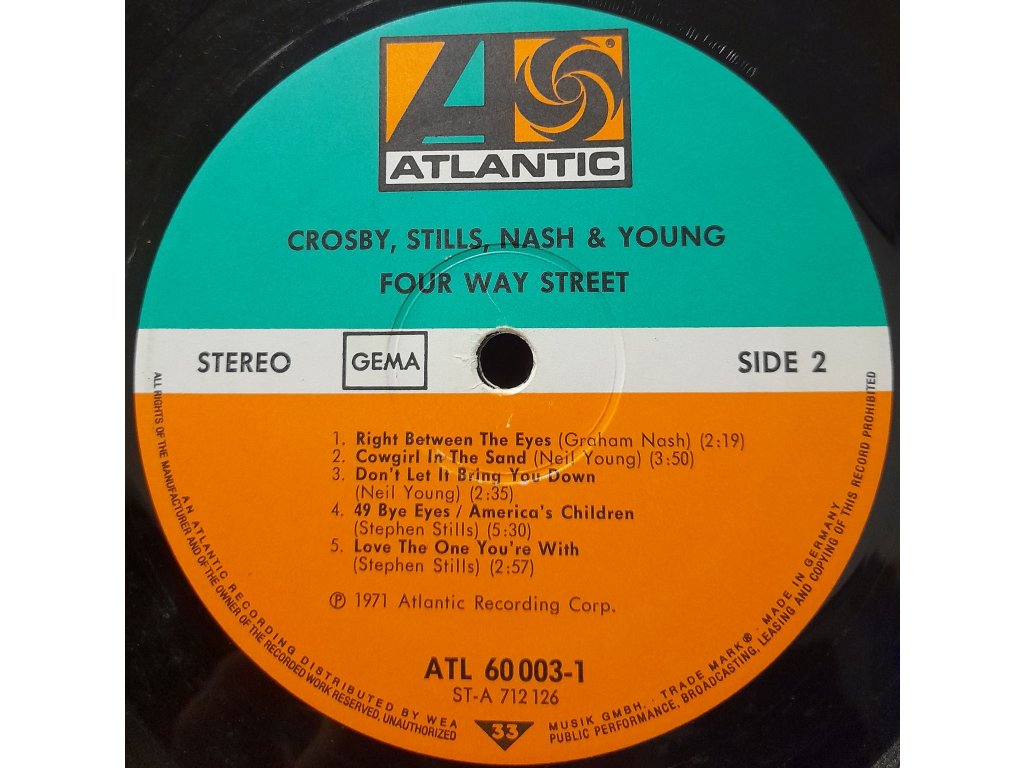 ATLANTIC
®
CROSBY, STILLS, NASH & YOUNG
FOUR WAY STREET
STEREO
GEMA
SIDE 2
1. Right Between The Eyes (Graham Nash) (2:19)
2. Cowgirl In The Sand (Neil Young) (3:50)
3. Don't Let It Bring You Down
(Neil Young) (2:35)
4. 49 Bye Eyes / America's Children
(Stephen Stills) (5:30)
5. Love The One You're With
(Stephen Stills) (2:57)
℗ 1971 Atlantic Recording Corp.
ATL 60 003-1
ST-A 712 126
33
AN ATLANTIC RECORDING DISTRIBUTED BY WEA MUSIK GMBH. . TRADE MARK ® . MADE IN GERMANY
ALL RIGHTS OF THE MANUFACTURER AND OF THE OWNER OF THE RECORDED WORK RESERVED, UNAUTHORIZED PUBLIC PERFORMANCE, BROADCASTING, LEASING AND COPYING OF THIS RECORD PROHIBITED